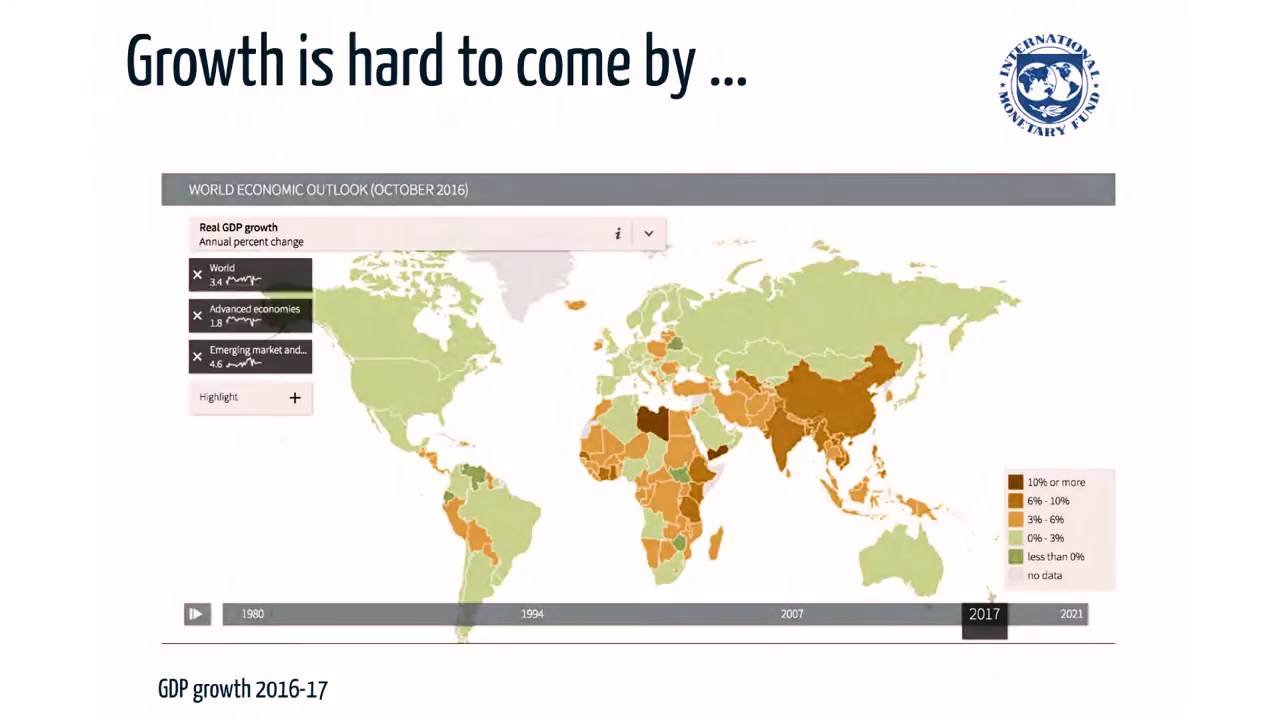 Growth is hard to come by ...
INTERNATIONAL MONETARY FUND
WORLD ECONOMIC OUTLOOK (OCTOBER 2016)
Real GDP growth
Annual percent change
World
3.4
Advanced economies
1.8
Emerging market and...
4.6
Highlight
10% or more
6% - 10%
3% - 6%
0% - 3%
less than 0%
no data
1980 1994 2007 2017 2021
GDP growth 2016-17